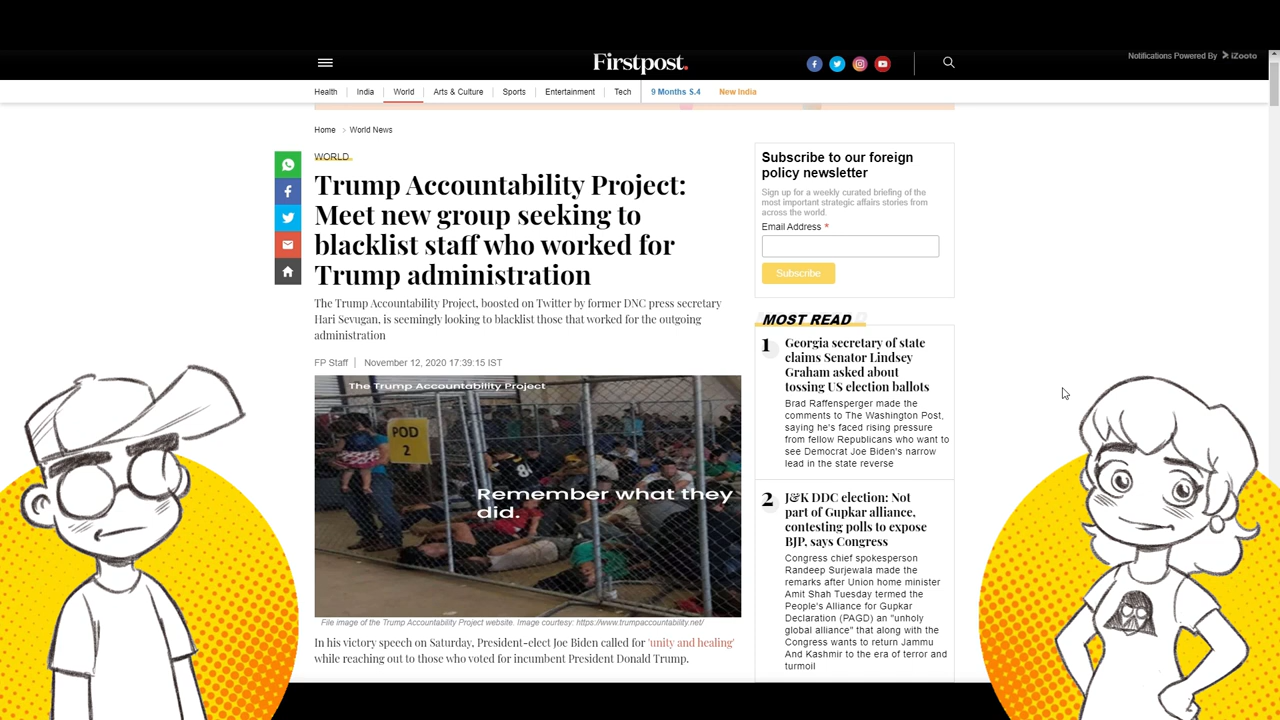 Notifications Powered By iZooto
Firstpost.
Health India World Arts & Culture Sports Entertainment Tech 9 Months S.4 New India
Home > World News
WORLD
Trump Accountability Project:
Meet new group seeking to
blacklist staff who worked for
Trump administration
The Trump Accountability Project, boosted on Twitter by former DNC press secretary
Hari Sevugan, is seemingly looking to blacklist those that worked for the outgoing
administration
FP Staff | November 12, 2020 17:39:15 IST
The Trump Accountability Project
POD
2
Remember what they
did.
File image of the Trump Accountability Project website. Image courtesy: https://www.trumpaccountability.net/
In his victory speech on Saturday, President-elect Joe Biden called for 'unity and healing'
while reaching out to those who voted for incumbent President Donald Trump.
Subscribe to our foreign
policy newsletter
Sign up for a weekly curated briefing of the
most important strategic affairs stories from
across the world.
Email Address *
Subscribe
MOST READ
1
Georgia secretary of state
claims Senator Lindsey
Graham asked about
tossing US election ballots
Brad Raffensperger made the
comments to The Washington Post,
saying he's faced rising pressure
from fellow Republicans who want to
see Democrat Joe Biden's narrow
lead in the state reverse
2
J&K DDC election: Not
part of Gupkar alliance,
contesting polls to expose
BJP, says Congress
Congress chief spokesperson
Randeep Surjewala made the
remarks after Union home minister
Amit Shah Tuesday termed the
People's Alliance for Gupkar
Declaration (PAGD) an "unholy
global alliance" that along with the
Congress wants to return Jammu
And Kashmir to the era of terror and
turmoil